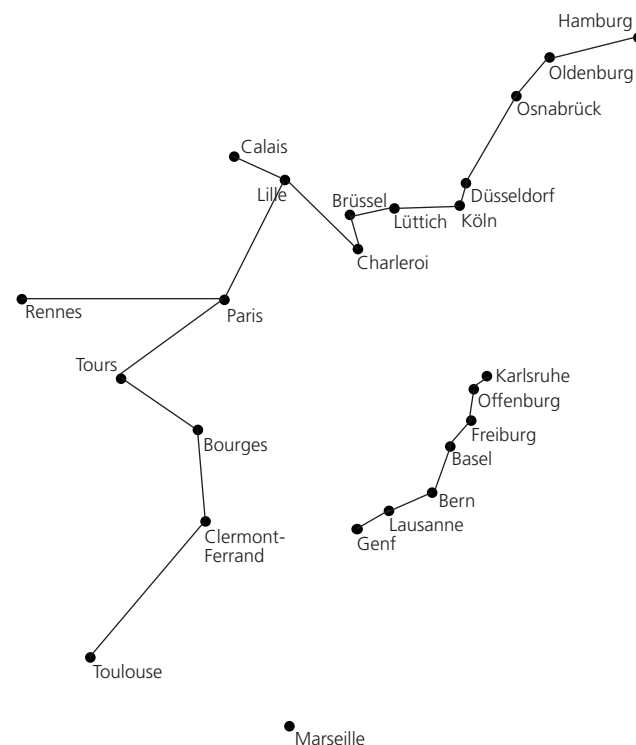 Hamburg
Oldenburg
Osnabrück
Calais
Lille
Düsseldorf
Brüssel
Lüttich
Köln
Charleroi
Rennes
Paris
Tours
Karlsruhe
Offenburg
Freiburg
Bourges
Basel
Bern
Lausanne
Genf
Clermont-
Ferrand
Toulouse
Marseille